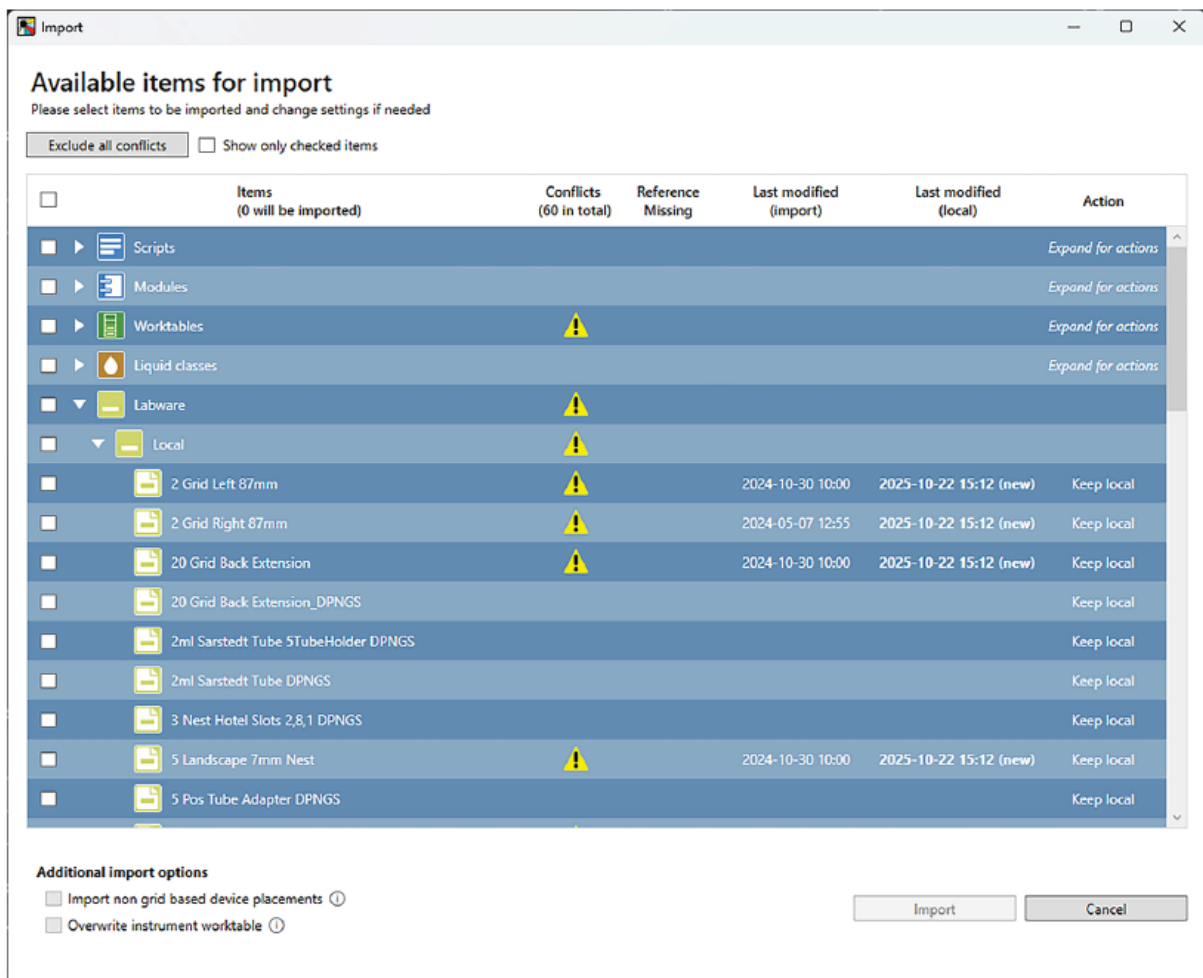 Import
Available items for import
Please select items to be imported and change settings if needed
Exclude all conflicts Show only checked items
Items Conflicts Reference Last modified Last modified Action
(0 will be imported) (60 in total) Missing (import) (local)
Scripts Expand for actions
Modules Expand for actions
Worktables Expand for actions
Liquid classes Expand for actions
Labware
Local
2 Grid Left 87mm 2024-10-30 10:00 2025-10-22 15:12 (new) Keep local
2 Grid Right 87mm 2024-05-07 12:55 2025-10-22 15:12 (new) Keep local
20 Grid Back Extension 2024-10-30 10:00 2025-10-22 15:12 (new) Keep local
20 Grid Back Extension_DPNGS Keep local
2ml Sarstedt Tube 5TubeHolder DPNGS Keep local
2ml Sarstedt Tube DPNGS Keep local
3 Nest Hotel Slots 2,8,1 DPNGS Keep local
5 Landscape 7mm Nest 2024-10-30 10:00 2025-10-22 15:12 (new) Keep local
5 Pos Tube Adapter DPNGS Keep local
Additional import options
Import non grid based device placements
Overwrite instrument worktable
Import Cancel